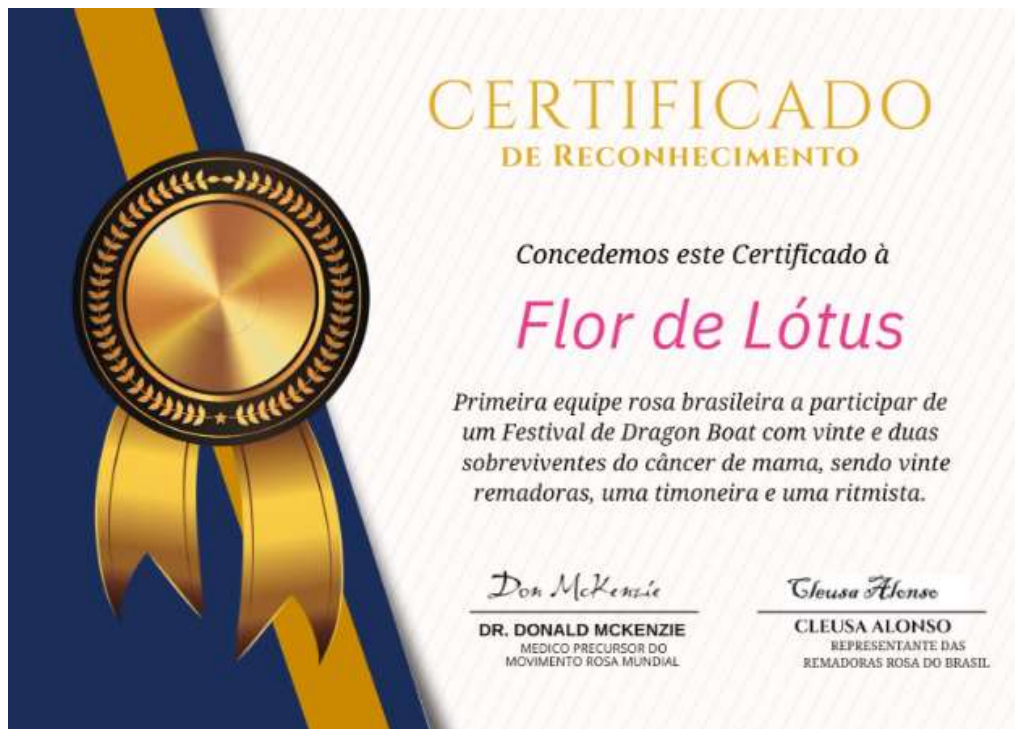 CERTIFICADO
DE RECONHECIMENTO
Concedemos este Certificado à
Flor de Lótus
Primeira equipe rosa brasileira a participar de
um Festival de Dragon Boat com vinte e duas
sobreviventes do câncer de mama, sendo vinte
remadoras, uma timoneira e uma ritmista.
Don McKenzie
DR. DONALD MCKENZIE
MEDICO PRECURSOR DO
MOVIMENTO ROSA MUNDIAL
Cleusa Alonso
CLEUSA ALONSO
REPRESENTANTE DAS
REMADORAS ROSA DO BRASIL